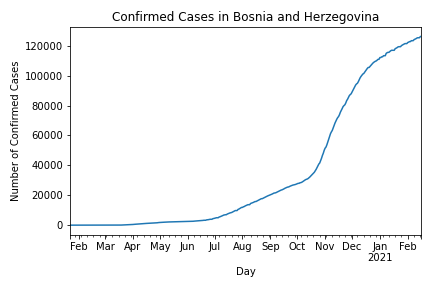 Confirmed Cases in Bosnia and Herzegovina
120000
100000
80000
60000
40000
20000
0
Number of Confirmed Cases
Feb Mar Apr May Jun Jul Aug Sep Oct Nov Dec Jan Feb
2021
Day